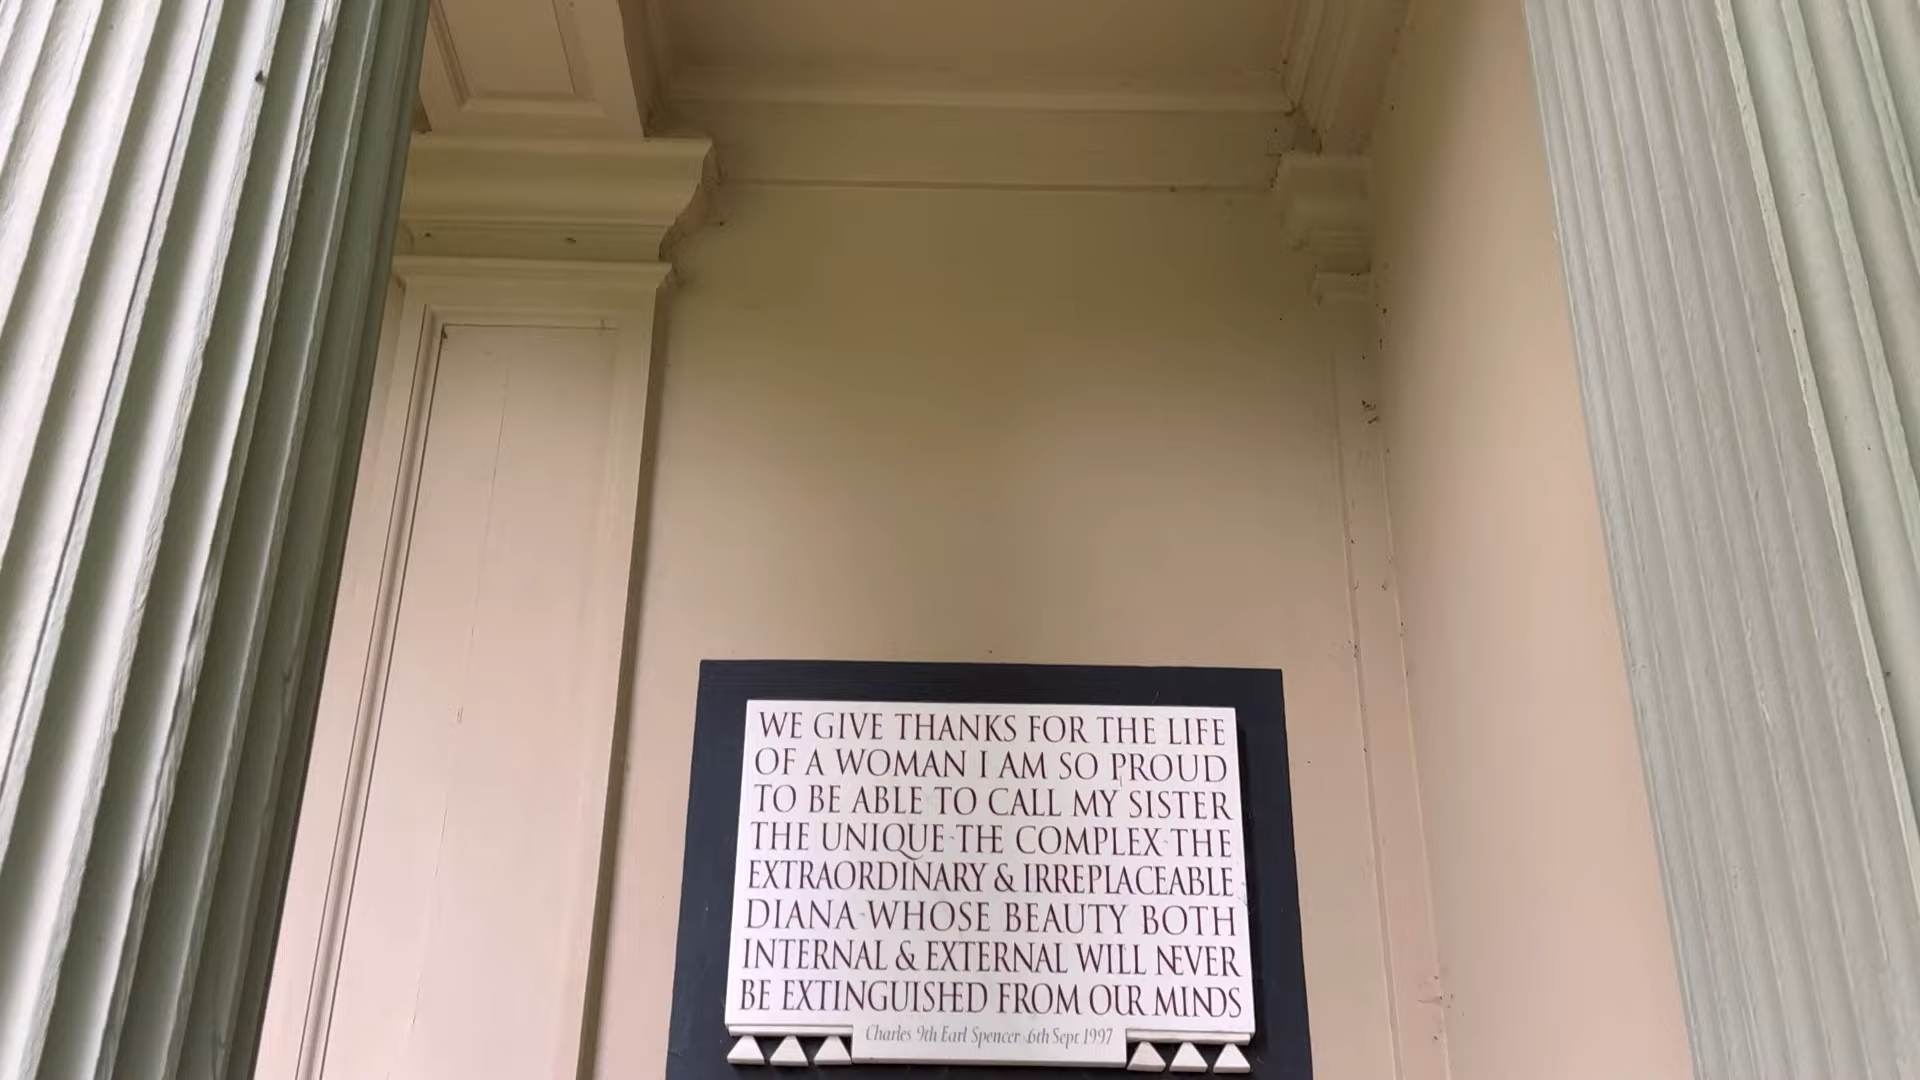 WE GIVE THANKS FOR THE LIFE
OF A WOMAN I AM SO PROUD
TO BE ABLE TO CALL MY SISTER
THE UNIQUE·THE COMPLEX·THE
EXTRAORDINARY & IRREPLACEABLE
DIANA·WHOSE BEAUTY BOTH
INTERNAL & EXTERNAL WILL NEVER
BE EXTINGUISHED FROM OUR MINDS
Charles 9th Earl Spencer·6th Sept 1997